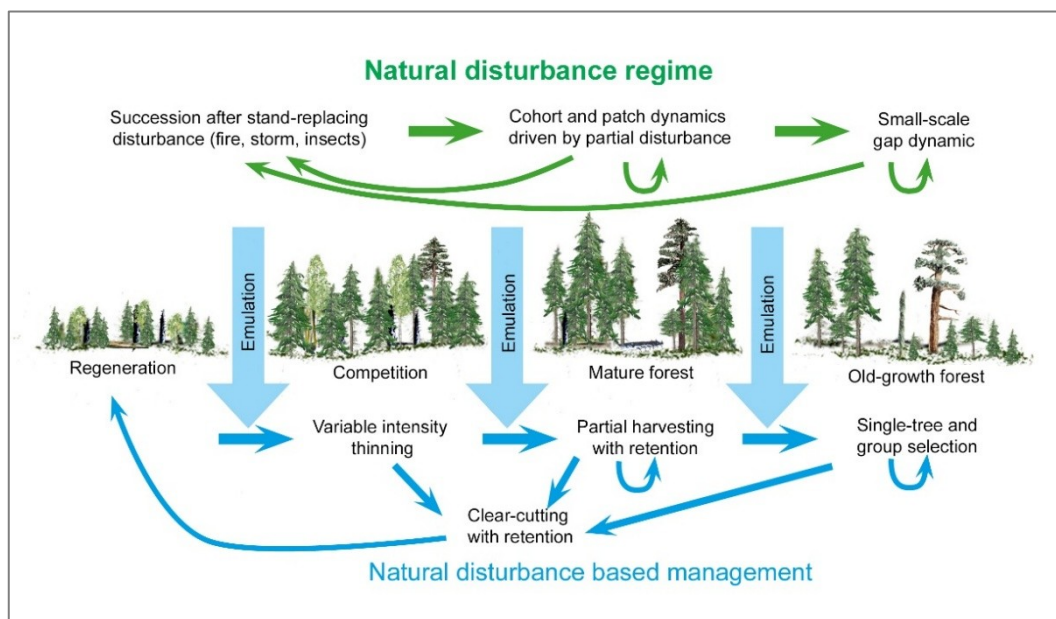 Natural disturbance regime
Succession after stand-replacing
disturbance (fire, storm, insects)
Cohort and patch dynamics
driven by partial disturbance
Small-scale
gap dynamic
Emulation
Emulation
Emulation
Regeneration
Competition
Mature forest
Old-growth forest
Variable intensity
thinning
Partial harvesting
with retention
Single-tree and
group selection
Clear-cutting
with retention
Natural disturbance based management